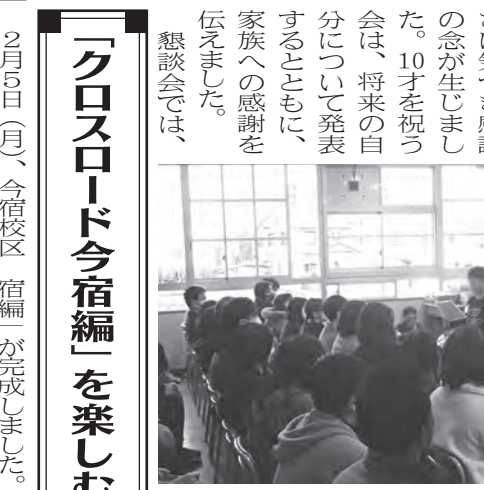 の念が生じまし
た。10才を祝う
会は、将来の自
分について発表
するとともに、
家族への感謝を
伝えました。
懇談会では、
「クロスロード今宿編」を楽しむ
2月5日（月）、今宿校区
宿編」が完成しました。